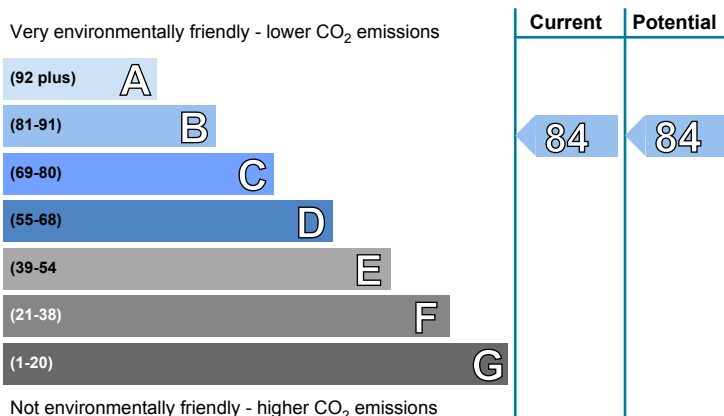 Very environmentally friendly - lower CO₂ emissions
Current
Potential
(92 plus) A
(81-91) B
84
84
(69-80) C
(55-68) D
(39-54 E
(21-38) F
(1-20) G
Not environmentally friendly - higher CO₂ emissions